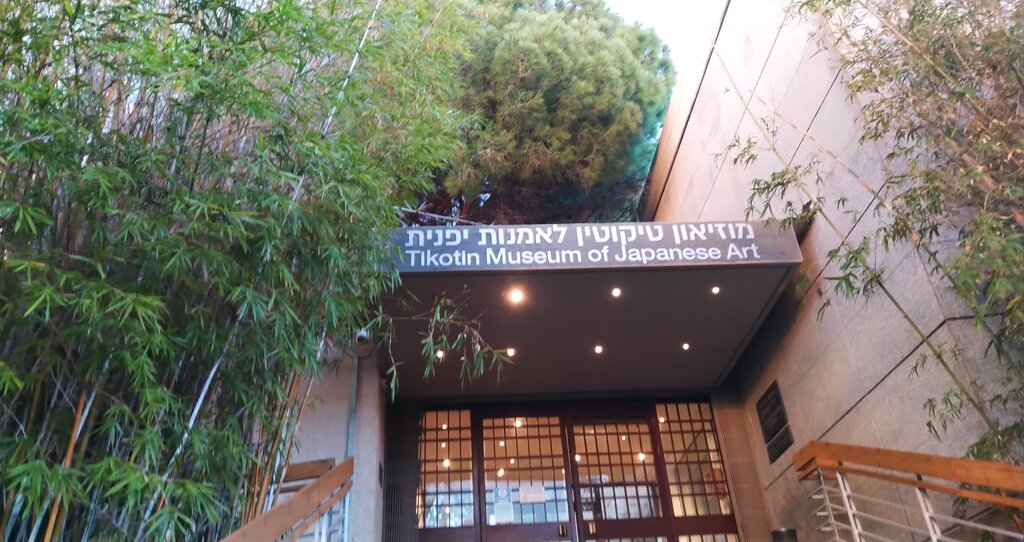 מוזיאון טיקוטין לאמנות יפנית
Tikotin Museum of Japanese Art